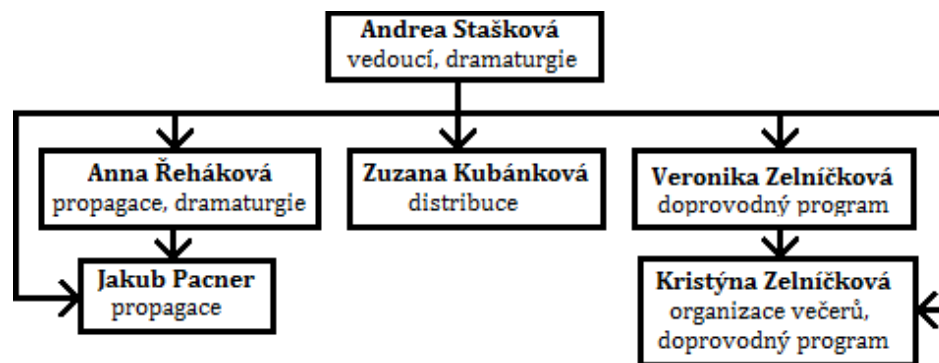 Andrea Stašková
vedoucí, dramaturgie
Anna Řeháková
propagace, dramaturgie
Zuzana Kubánková
distribuce
Veronika Zelníčková
doprovodný program
Jakub Pacner
propagace
Kristýna Zelníčková
organizace večerů,
doprovodný program